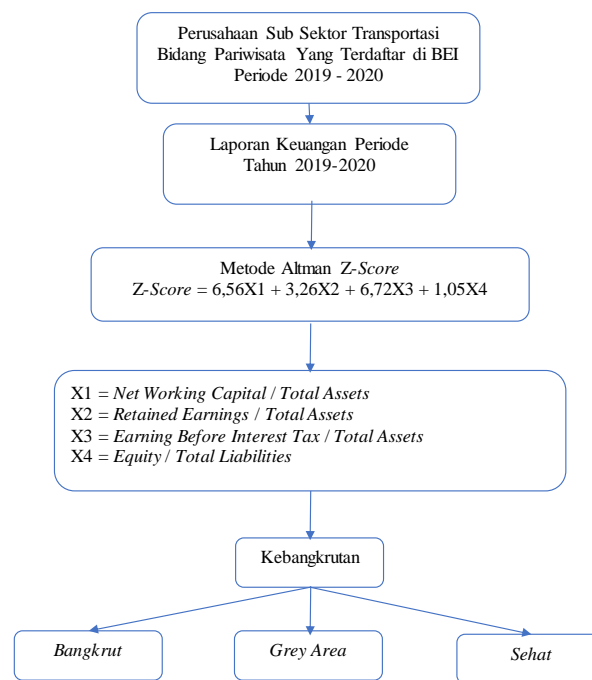 Perusahaan Sub Sektor Transportasi
Bidang Pariwisata Yang Terdaftar di BEI
Periode 2019 - 2020
Laporan Keuangan Periode
Tahun 2019-2020
Metode Altman Z-Score
Z-Score = 6,56X1 + 3,26X2 + 6,72X3 + 1,05X4
X1 = Net Working Capital / Total Assets
X2 = Retained Earnings / Total Assets
X3 = Earning Before Interest Tax / Total Assets
X4 = Equity / Total Liabilities
Kebangkrutan
Bangkrut
Grey Area
Sehat